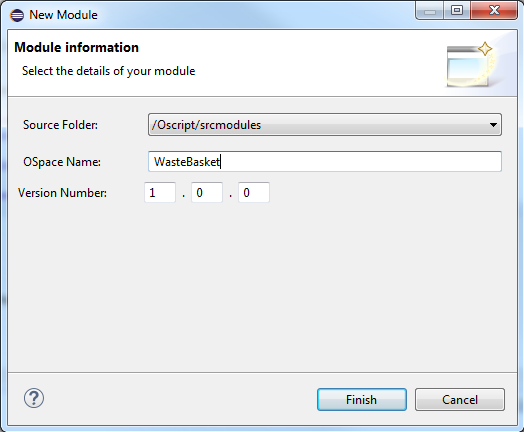 New Module
Module information
Select the details of your module
Source Folder: /Oscript/srcmodules
OSpace Name: WasteBasket
Version Number: 1 . 0 . 0
? Finish Cancel